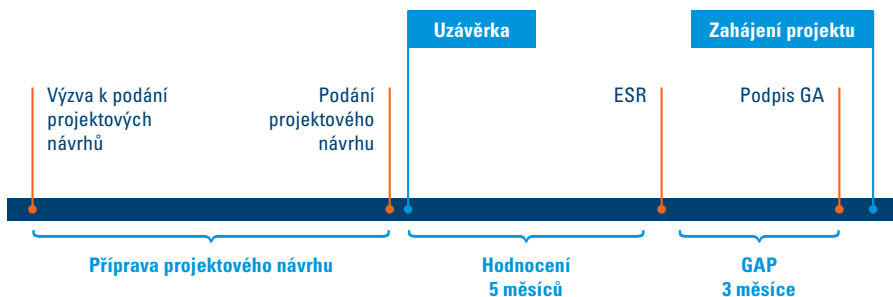 Uzávěrka
Zahájení projektu
Výzva k podání
projektových
návrhů
Podání
projektového
návrhu
ESR
Podpis GA
Příprava projektového návrhu
Hodnocení
5 měsíců
GAP
3 měsíce